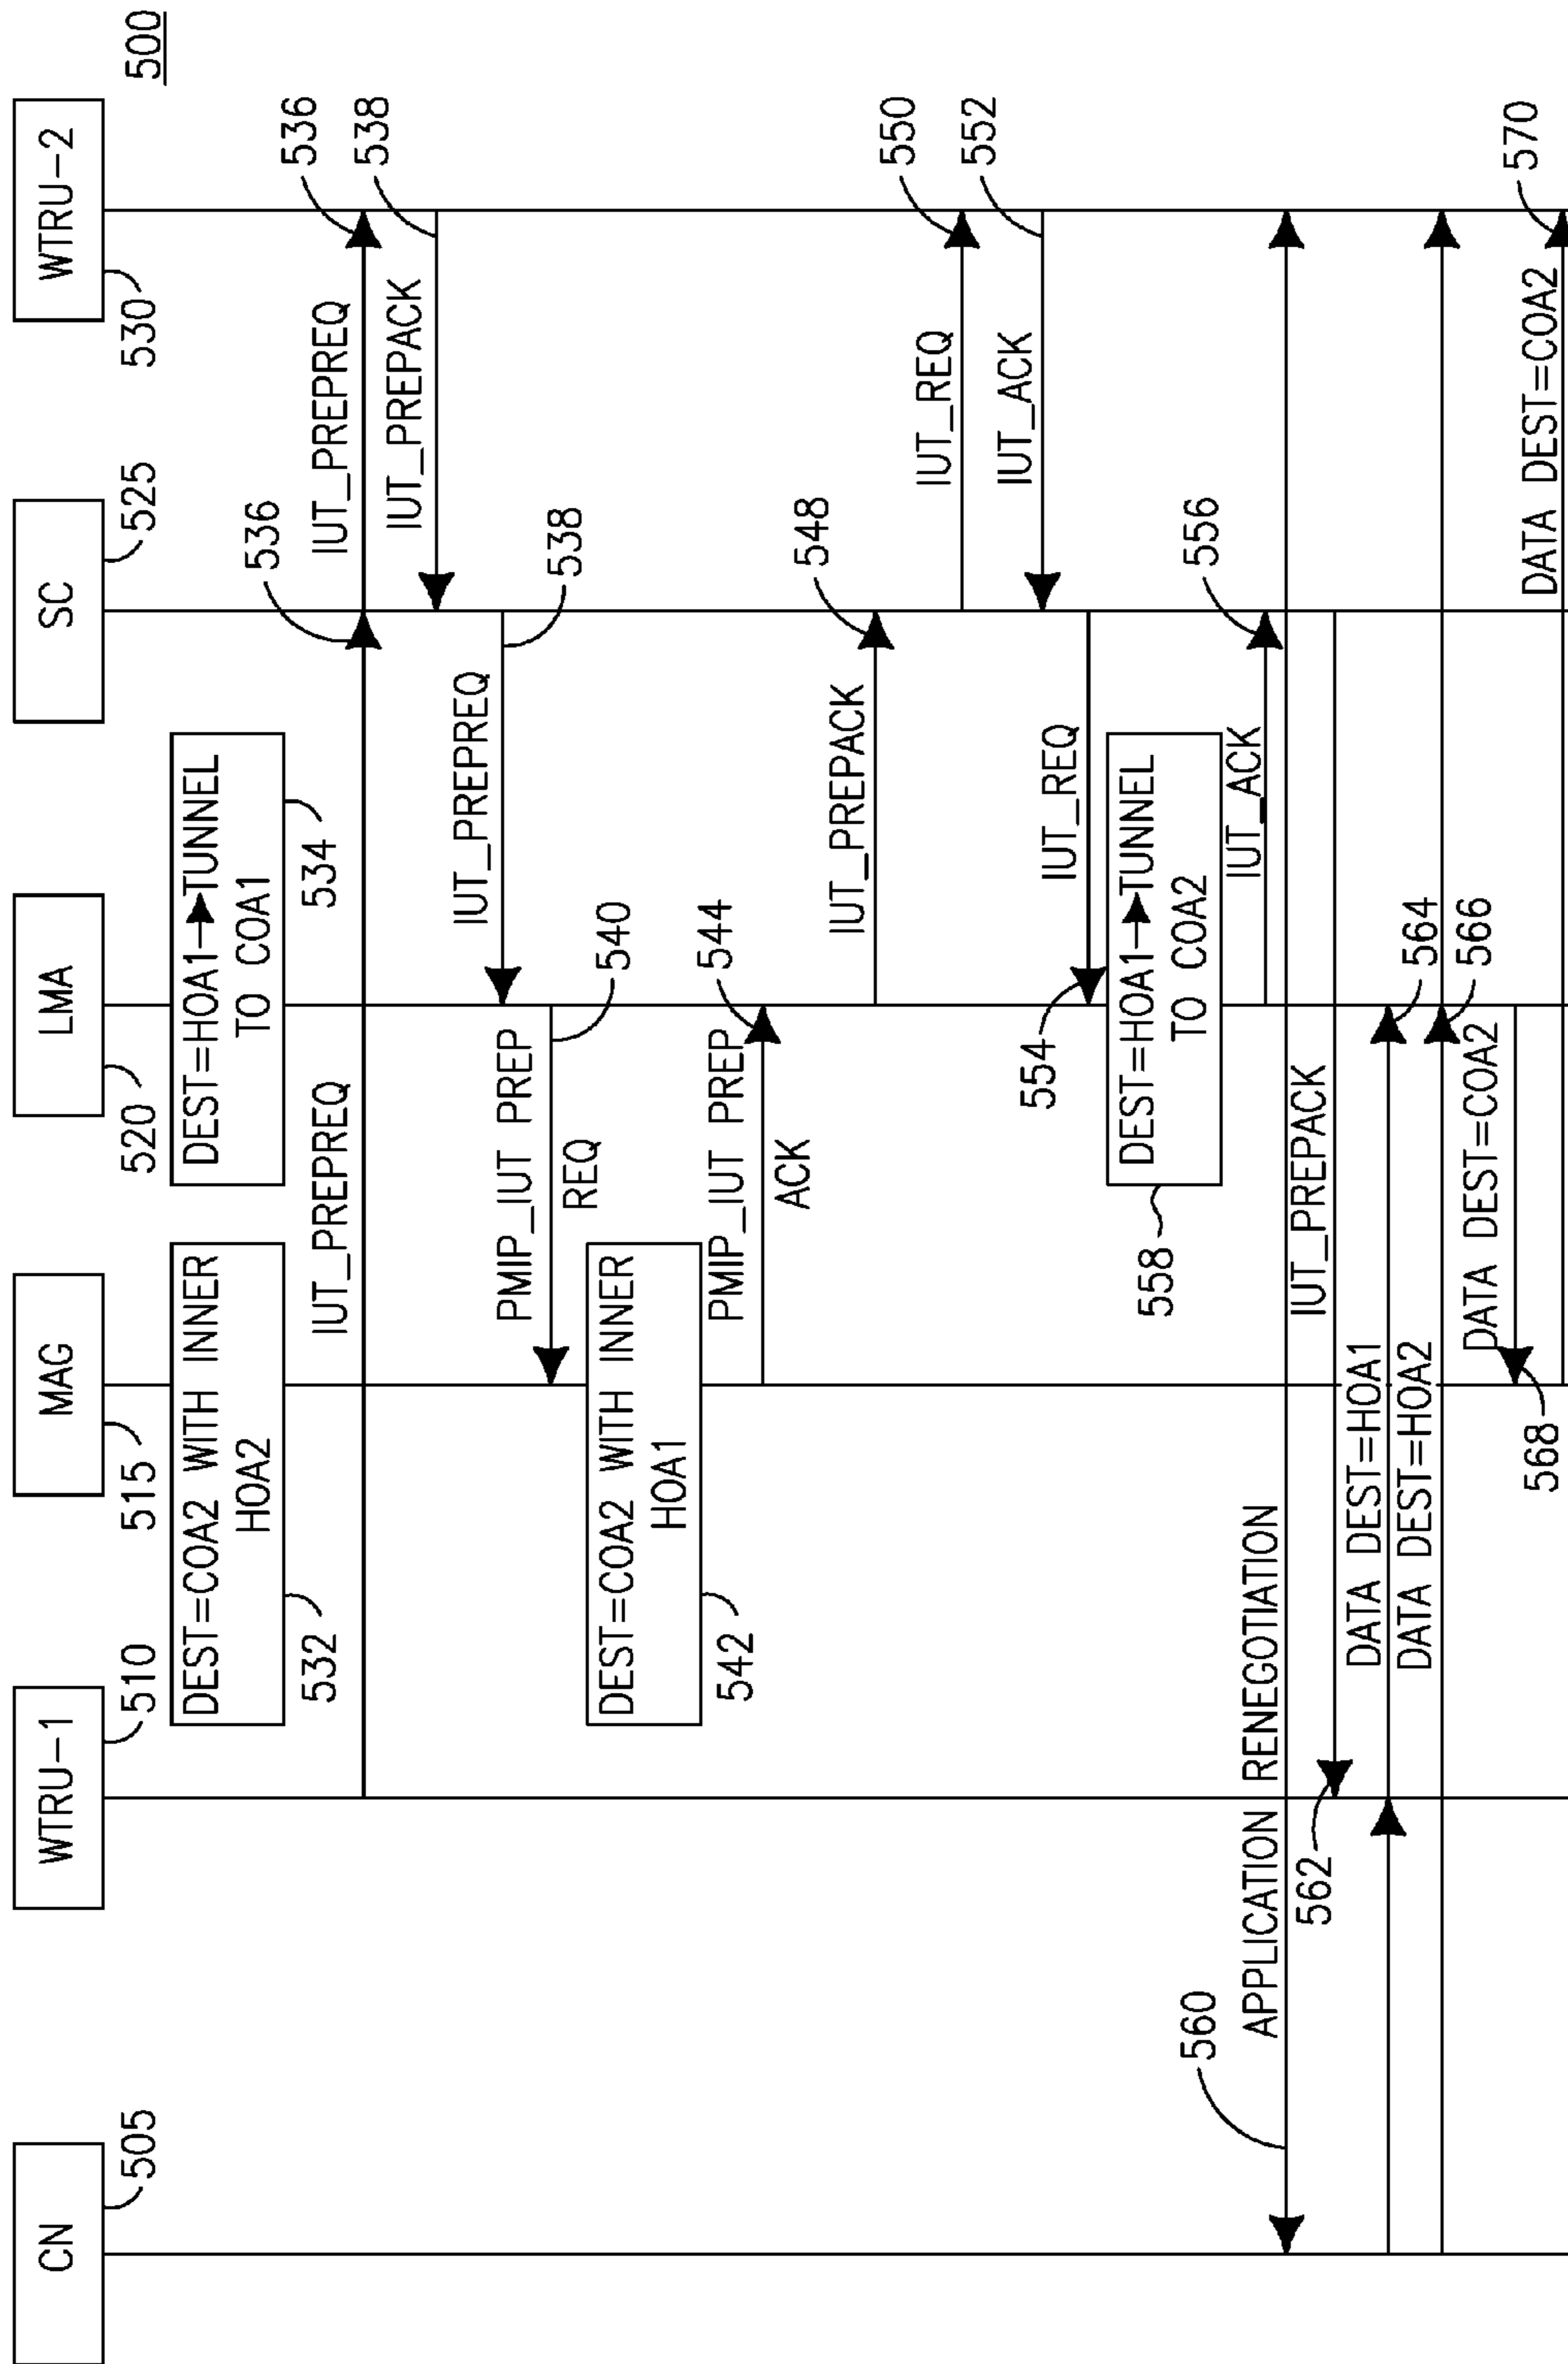 500
CN
505
WTRU-1
510
MAG
515
LMA
520
SC
525
WTRU-2
530
DEST=COA2 WITH INNER
HOA2
532
DEST=HOA1→TUNNEL
TO COA1
534
IUT_PREPREQ
536
IUT_PREPREQ
536
IUT_PREPACK
538
IUT_PREPREQ
538
PMIP_IUT PREP
REQ
540
DEST=COA2 WITH INNER
HOA1
542
PMIP_IUT PREP
ACK
544
IUT_PREPACK
548
IUT_REQ
550
IUT_ACK
552
IUT_REQ
554
DEST=HOA1→TUNNEL
TO COA2
558
IUT_ACK
556
APPLICATION RENEGOTIATION
560
IUT_PREPACK
562
DATA DEST=HOA1
564
DATA DEST=HOA2
566
DATA DEST=COA2
568
DATA DEST=COA2
570